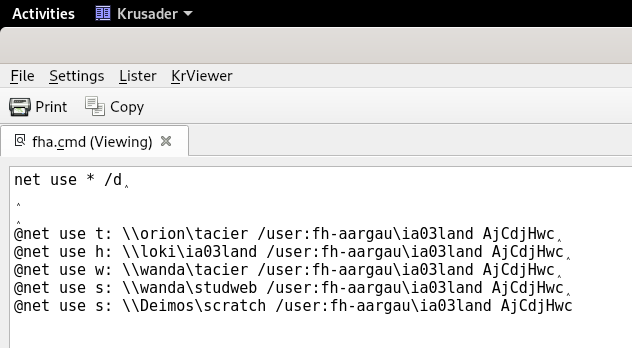 Activities Krusader
File Settings Lister KrViewer
Print Copy
fha.cmd (Viewing)
net use * /d
@net use t: \\orion\tacier /user:fh-aargau\ia03land AjCdjHwc
@net use h: \\loki\ia03land /user:fh-aargau\ia03land AjCdjHwc
@net use w: \\wanda\tacier /user:fh-aargau\ia03land AjCdjHwc
@net use s: \\wanda\studweb /user:fh-aargau\ia03land AjCdjHwc
@net use s: \\Deimos\scratch /user:fh-aargau\ia03land AjCdjHwc